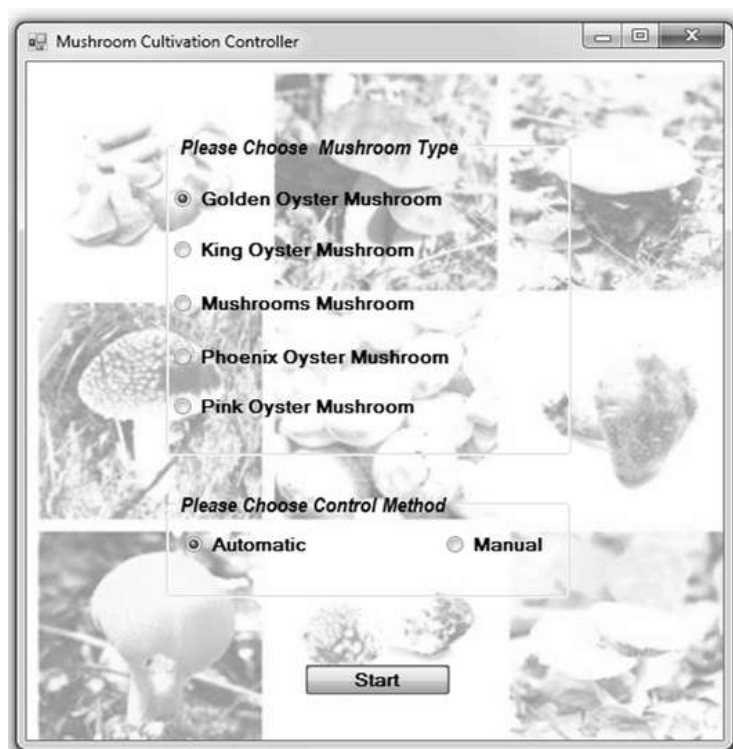 Mushroom Cultivation Controller
Please Choose Mushroom Type
Golden Oyster Mushroom
King Oyster Mushroom
Mushrooms Mushroom
Phoenix Oyster Mushroom
Pink Oyster Mushroom
Please Choose Control Method
Automatic Manual
Start